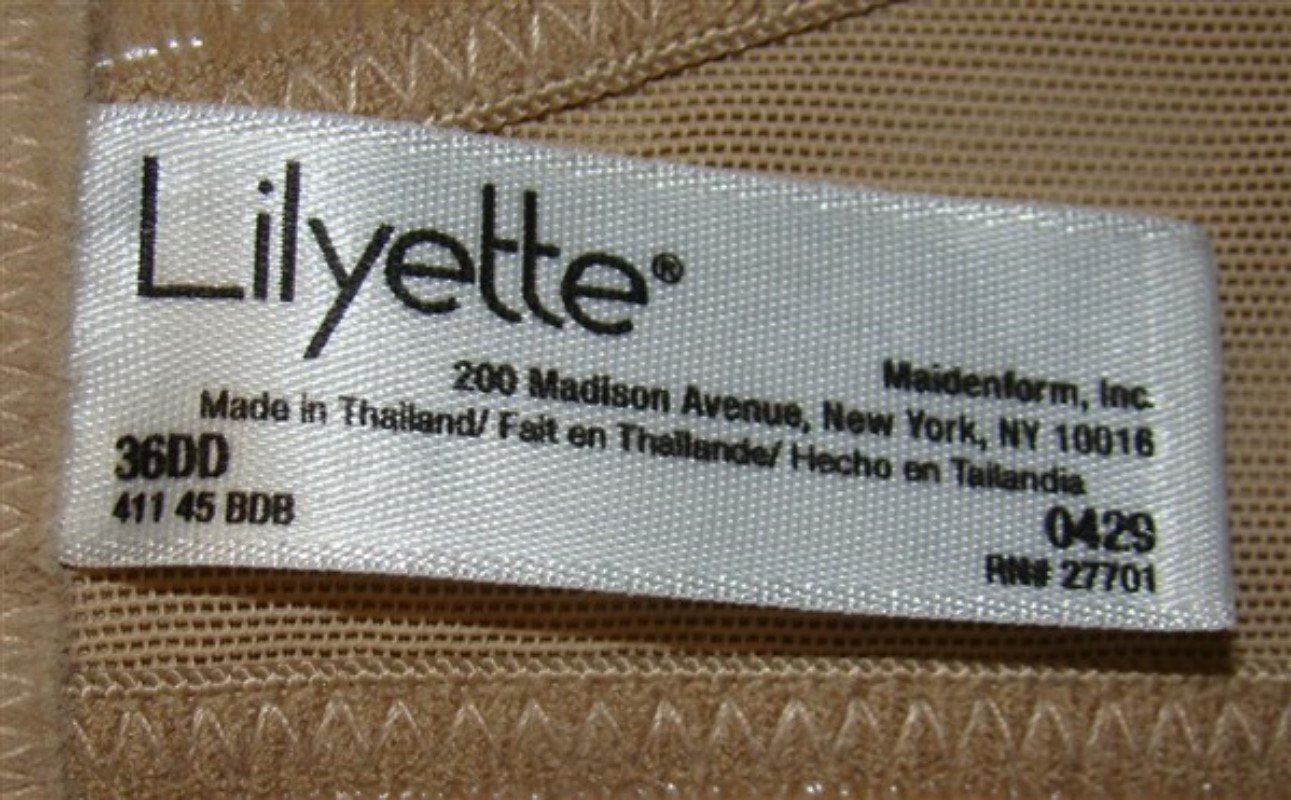 Lilyette®
Maidenform, Inc.
200 Madison Avenue, New York, NY 10016
Made in Thailand/ Fait en Thaïlande/ Hecho en Tailandia
36DD
0429
411 45 BDB
RN# 27701